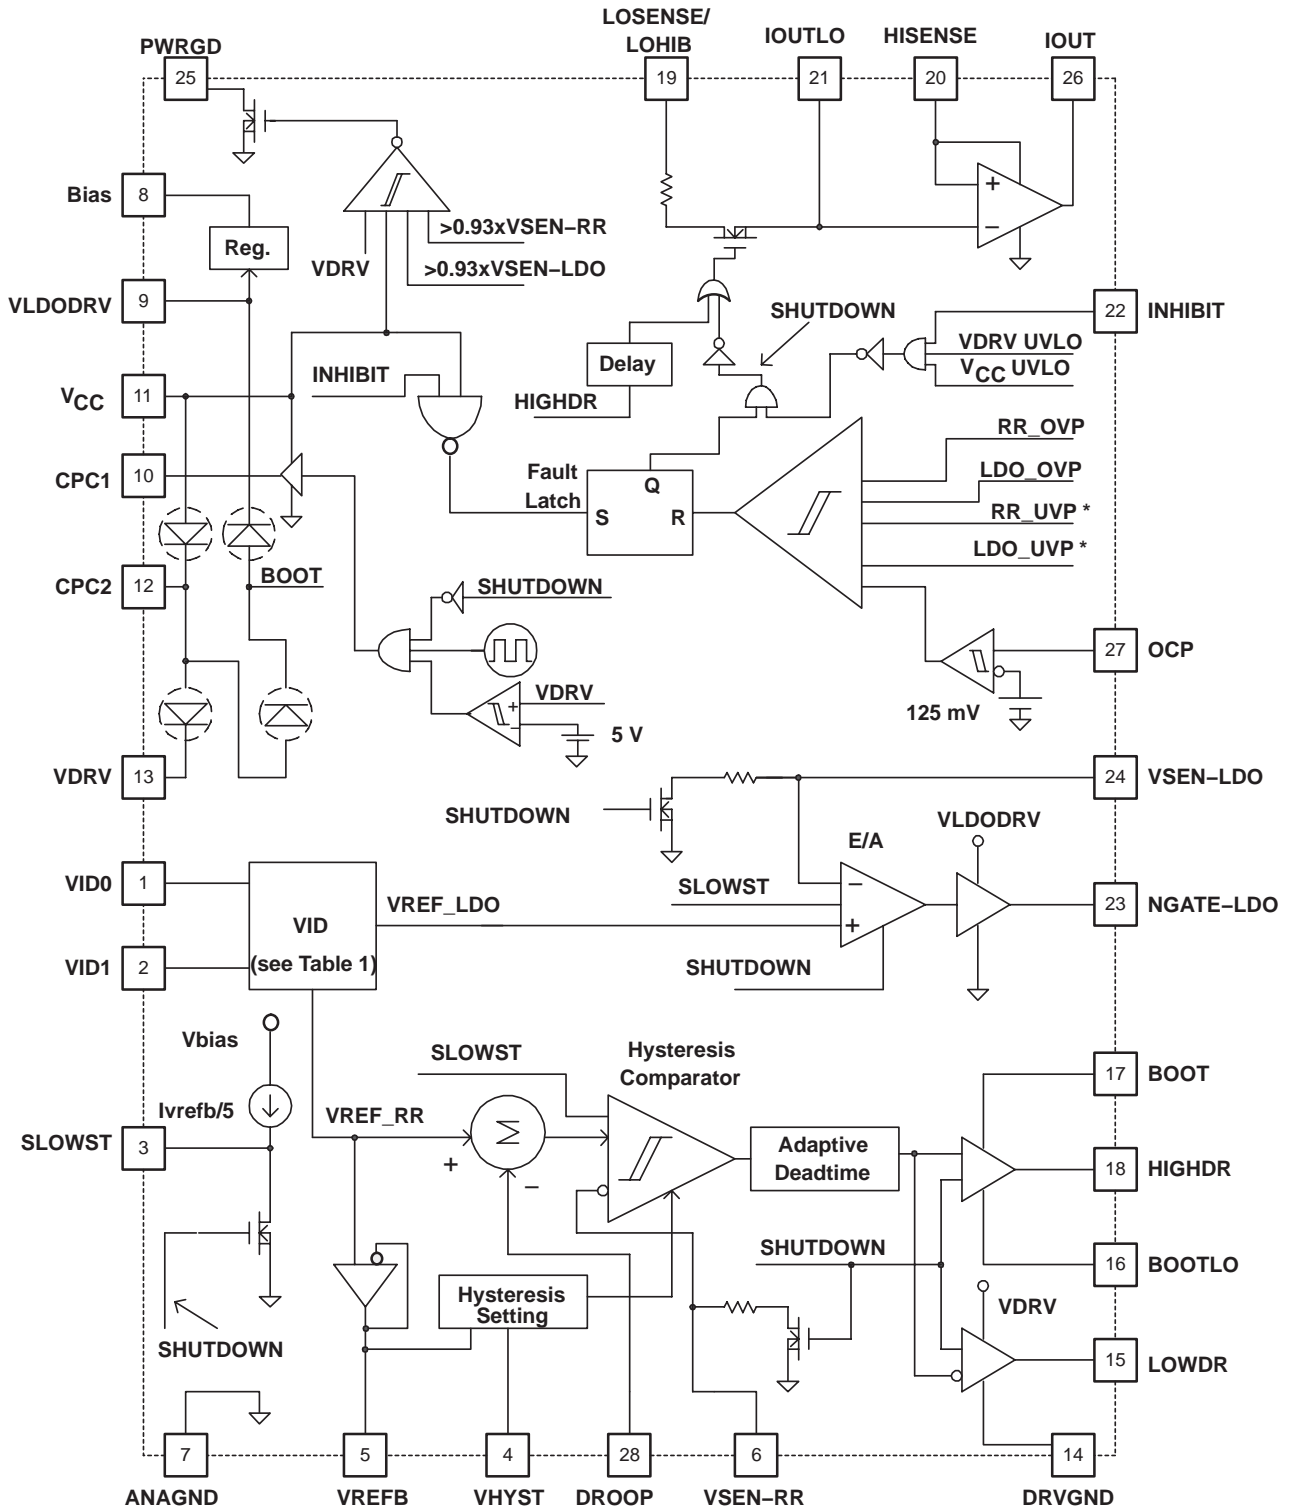 LOSENSE/
LOHIB
IOUTLO
HISENSE
IOUT
PWRGD
25
19
21
20
26
Bias
8
Reg.
>0.93xVSEN–RR
VDRV
>0.93xVSEN–LDO
+
–
VLDODRV
9
SHUTDOWN
22
INHIBIT
VDRV UVLO
VCC UVLO
Delay
INHIBIT
HIGHDR
VCC
11
RR_OVP
LDO_OVP
RR_UVP *
LDO_UVP *
CPC1
10
Fault
Latch
Q
S
R
CPC2
12
BOOT
SHUTDOWN
27
OCP
125 mV
VDRV
+
–
5 V
VDRV
13
24
VSEN–LDO
SHUTDOWN
VLDODRV
E/A
VID0
1
SLOWST
–
VREF_LDO
+
23
NGATE–LDO
VID
(see Table 1)
VID1
2
SHUTDOWN
Vbias
SLOWST
Hysteresis
Comparator
17
BOOT
Ivrefb/5
VREF_RR
Σ
+
–
Adaptive
Deadtime
SLOWST
3
18
HIGHDR
SHUTDOWN
16
BOOTLO
Hysteresis
Setting
VDRV
SHUTDOWN
15
LOWDR
7
5
4
28
6
14
ANAGND
VREFB
VHYST
DROOP
VSEN–RR
DRVGND